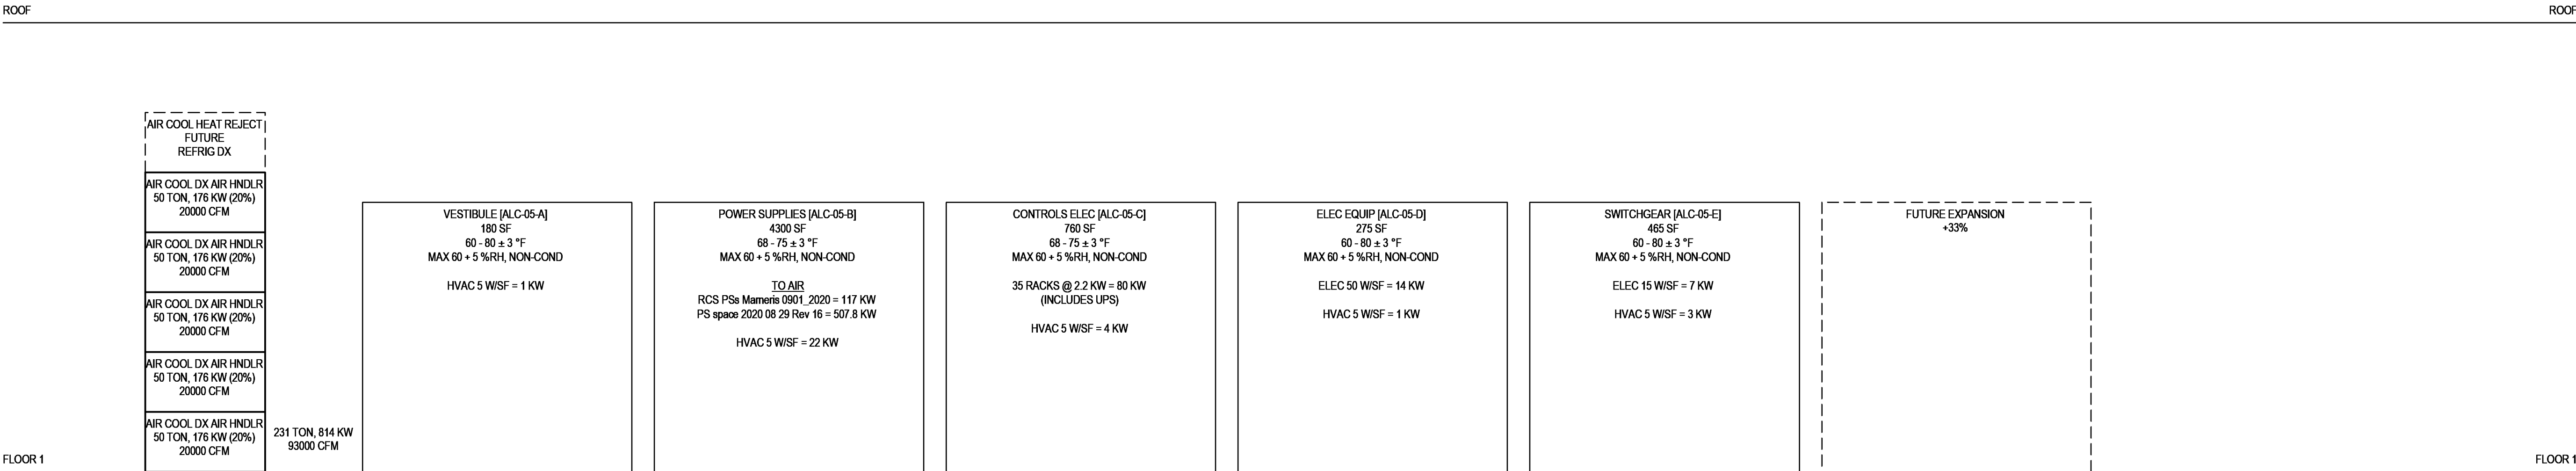 ROOF
ROOF
AIR COOL HEAT REJECT
FUTURE
REFRIG DX
AIR COOL DX AIR HNDLR
50 TON, 176 KW (20%)
20000 CFM
AIR COOL DX AIR HNDLR
50 TON, 176 KW (20%)
20000 CFM
AIR COOL DX AIR HNDLR
50 TON, 176 KW (20%)
20000 CFM
AIR COOL DX AIR HNDLR
50 TON, 176 KW (20%)
20000 CFM
AIR COOL DX AIR HNDLR
50 TON, 176 KW (20%)
20000 CFM
231 TON, 814 KW
93000 CFM
VESTIBULE [ALC-05-A]
180 SF
60 - 80 ± 3 °F
MAX 60 + 5 %RH, NON-COND
HVAC 5 W/SF = 1 KW
POWER SUPPLIES [ALC-05-B]
4300 SF
68 - 75 ± 3 °F
MAX 60 + 5 %RH, NON-COND
TO AIR
RCS PSs Marneris 0901_2020 = 117 KW
PS space 2020 08 29 Rev 16 = 507.8 KW
HVAC 5 W/SF = 22 KW
CONTROLS ELEC [ALC-05-C]
760 SF
68 - 75 ± 3 °F
MAX 60 + 5 %RH, NON-COND
35 RACKS @ 2.2 KW = 80 KW
(INCLUDES UPS)
HVAC 5 W/SF = 4 KW
ELEC EQUIP [ALC-05-D]
275 SF
60 - 80 ± 3 °F
MAX 60 + 5 %RH, NON-COND
ELEC 50 W/SF = 14 KW
HVAC 5 W/SF = 1 KW
SWITCHGEAR [ALC-05-E]
465 SF
60 - 80 ± 3 °F
MAX 60 + 5 %RH, NON-COND
ELEC 15 W/SF = 7 KW
HVAC 5 W/SF = 3 KW
FUTURE EXPANSION
+33%
FLOOR 1
FLOOR 1